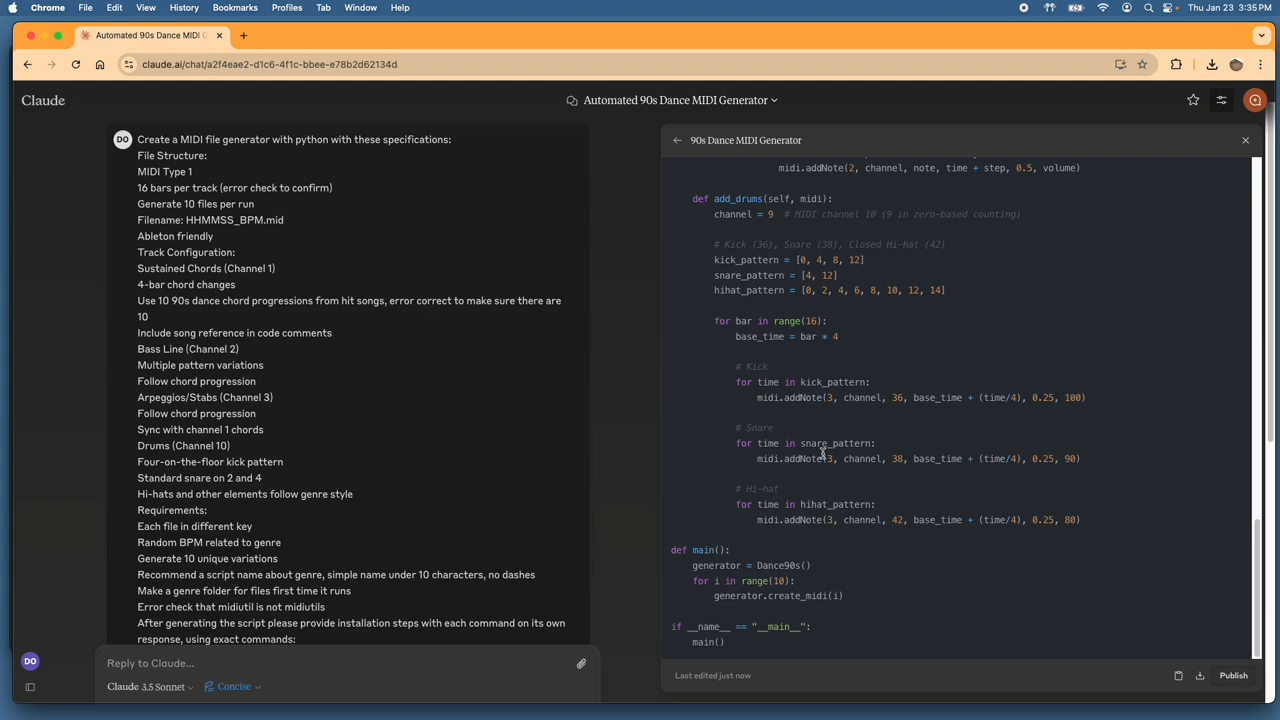 Chrome File Edit View History Bookmarks Profiles Tab Window Help
Thu Jan 23 3:35 PM
Automated 90s Dance MIDI G
claude.ai/chat/a2f4eae2-d1c6-4f1c-bbee-e78b2d62134d
Claude
Automated 90s Dance MIDI Generator
DO
Create a MIDI file generator with python with these specifications:
File Structure:
MIDI Type 1
16 bars per track (error check to confirm)
Generate 10 files per run
Filename: HHMMSS_BPM.mid
Ableton friendly
Track Configuration:
Sustained Chords (Channel 1)
4-bar chord changes
Use 10 90s dance chord progressions from hit songs, error correct to make sure there are
10
Include song reference in code comments
Bass Line (Channel 2)
Multiple pattern variations
Follow chord progression
Arpeggios/Stabs (Channel 3)
Follow chord progression
Sync with channel 1 chords
Drums (Channel 10)
Four-on-the-floor kick pattern
Standard snare on 2 and 4
Hi-hats and other elements follow genre style
Requirements:
Each file in different key
Random BPM related to genre
Generate 10 unique variations
Recommend a script name about genre, simple name under 10 characters, no dashes
Make a genre folder for files first time it runs
Error check that midiutil is not midiutils
After generating the script please provide installation steps with each command on its own
response, using exact commands:
DO
Reply to Claude...
Claude 3.5 Sonnet Concise
90s Dance MIDI Generator
midi.addNote(2, channel, note, time + step, 0.5, volume)
def add_drums(self, midi):
channel = 9 # MIDI channel 10 (9 in zero-based counting)
# Kick (36), Snare (38), Closed Hi-hat (42)
kick_pattern = [0, 4, 8, 12]
snare_pattern = [4, 12]
hihat_pattern = [0, 2, 4, 6, 8, 10, 12, 14]
for bar in range(16):
base_time = bar * 4
# Kick
for time in kick_pattern:
midi.addNote(3, channel, 36, base_time + (time/4), 0.25, 100)
# Snare
for time in snare_pattern:
midi.addNote(3, channel, 38, base_time + (time/4), 0.25, 90)
# Hi-hat
for time in hihat_pattern:
midi.addNote(3, channel, 42, base_time + (time/4), 0.25, 80)
def main():
generator = Dance90s()
for i in range(10):
generator.create_midi(i)
if __name__ == "__main__":
main()
Last edited just now
Publish